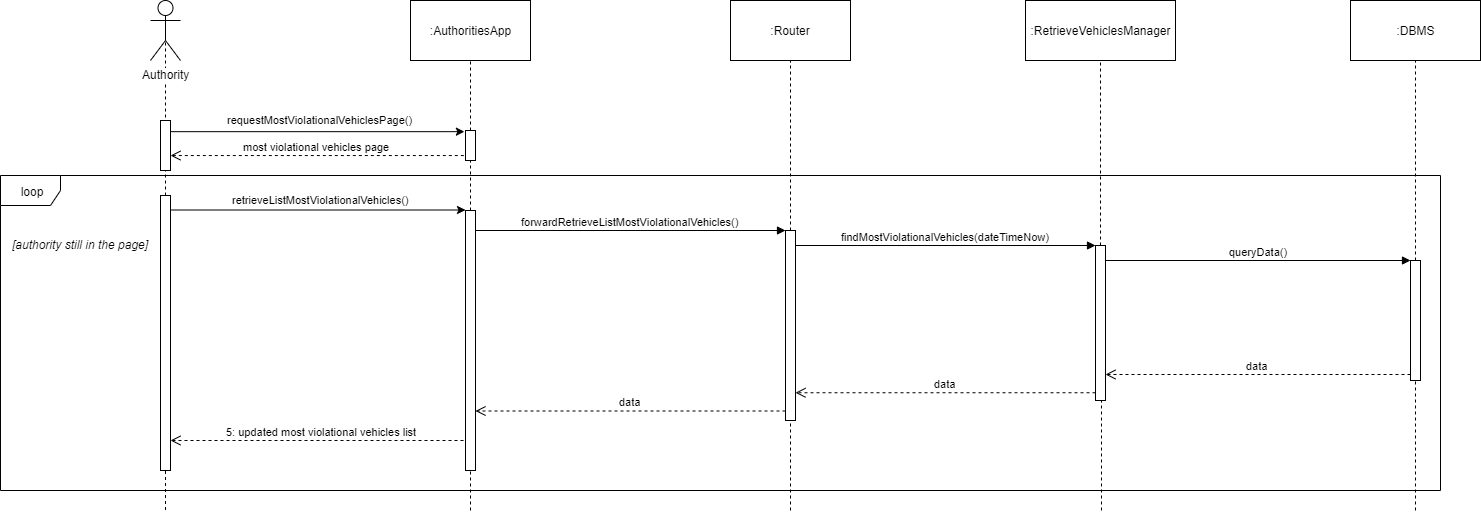 Authority
:AuthoritiesApp
:Router
:RetrieveVehiclesManager
:DBMS
requestMostViolationalVehiclesPage()
most violational vehicles page
loop
[authority still in the page]
retrieveListMostViolationalVehicles()
forwardRetrieveListMostViolationalVehicles()
findMostViolationalVehicles(dateTimeNow)
queryData()
data
data
data
5: updated most violational vehicles list